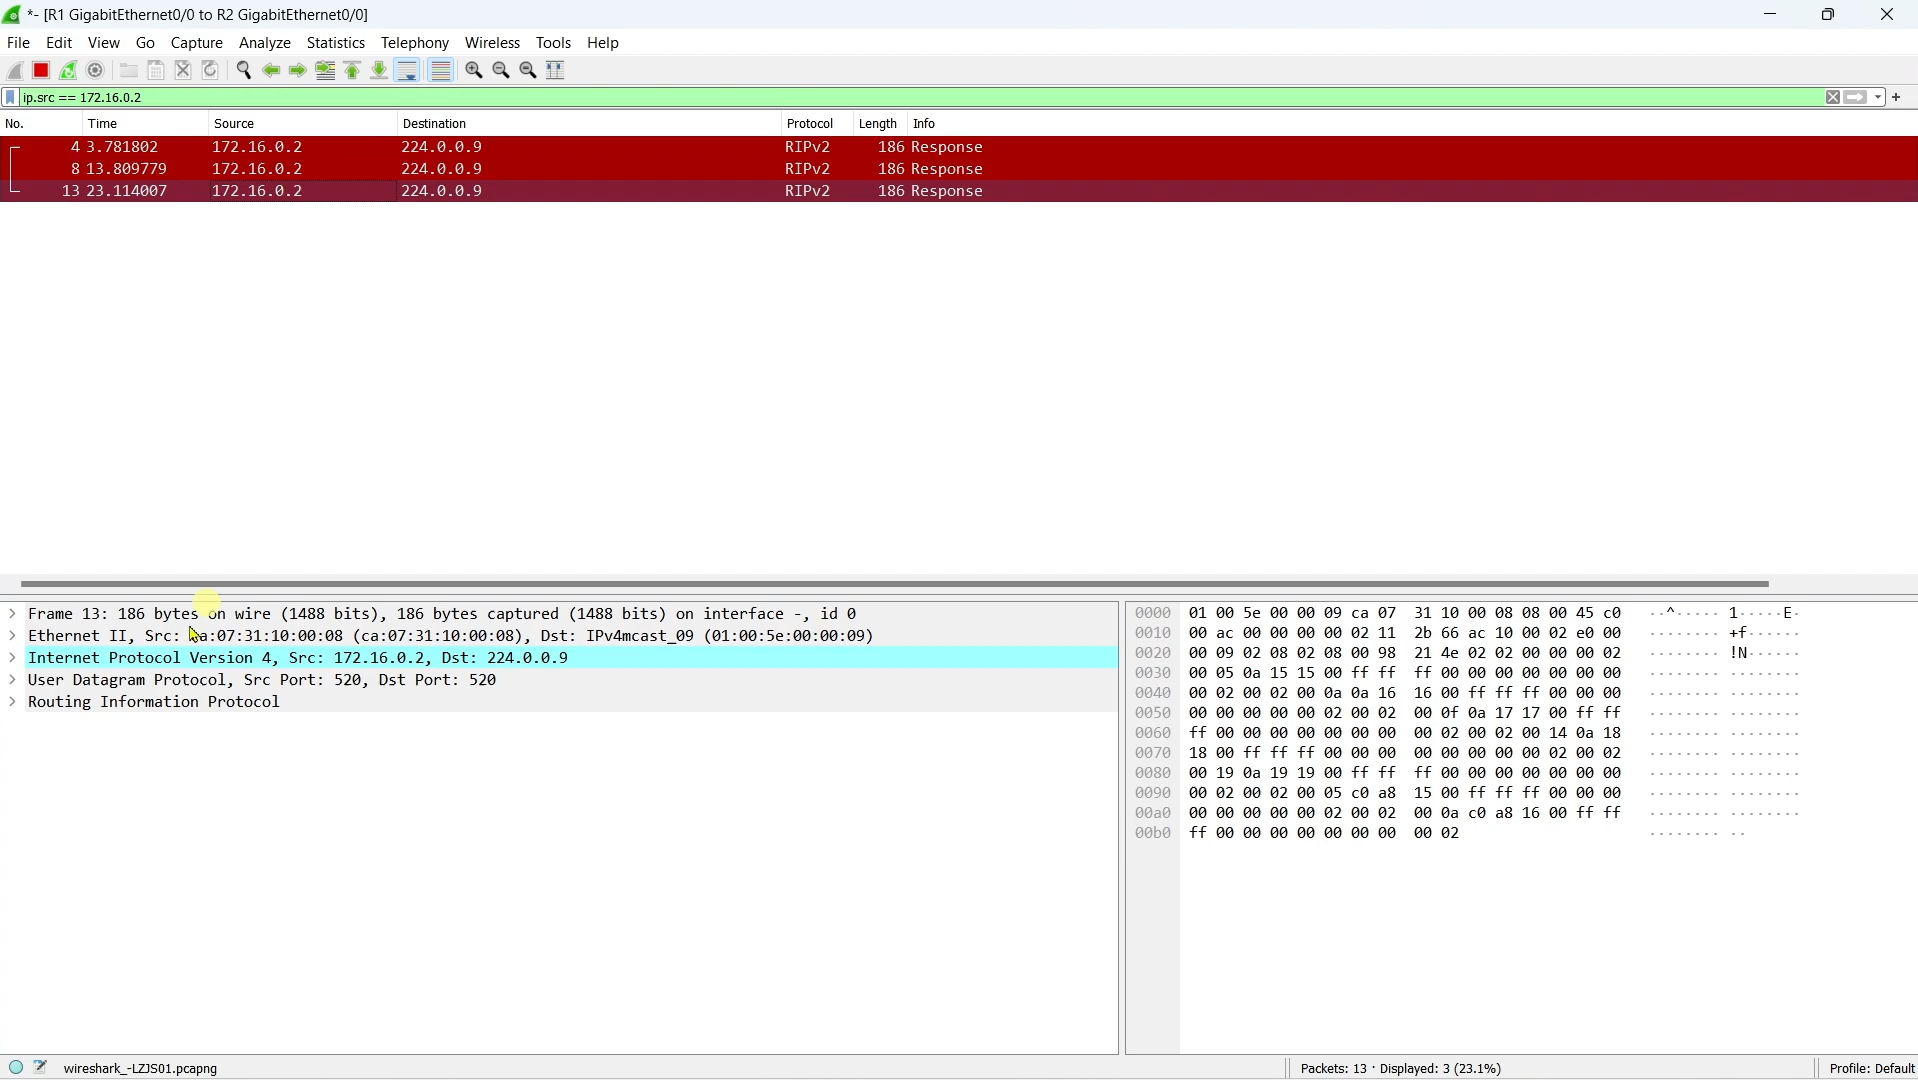 *- [R1 GigabitEthernet0/0 to R2 GigabitEthernet0/0]
File Edit View Go Capture Analyze Statistics Telephony Wireless Tools Help
ip.src == 172.16.0.2
No. Time Source Destination Protocol Length Info
4 3.781802 172.16.0.2 224.0.0.9 RIPv2 186 Response
8 13.809779 172.16.0.2 224.0.0.9 RIPv2 186 Response
13 23.114007 172.16.0.2 224.0.0.9 RIPv2 186 Response
Frame 13: 186 bytes on wire (1488 bits), 186 bytes captured (1488 bits) on interface -, id 0
Ethernet II, Src: ca:07:31:10:00:08 (ca:07:31:10:00:08), Dst: IPv4mcast_09 (01:00:5e:00:00:09)
Internet Protocol Version 4, Src: 172.16.0.2, Dst: 224.0.0.9
User Datagram Protocol, Src Port: 520, Dst Port: 520
Routing Information Protocol
0000 01 00 5e 00 00 09 ca 07 31 10 00 08 08 00 45 c0 ··^····· 1·····E·
0010 00 ac 00 00 00 00 02 11 2b 66 ac 10 00 02 e0 00 ········ +f······
0020 00 09 02 08 02 08 00 98 21 4e 02 02 00 00 00 02 ········ !N······
0030 00 05 0a 15 15 00 ff ff ff 00 00 00 00 00 00 00 ········ ········
0040 00 02 00 02 00 0a 0a 16 16 00 ff ff ff 00 00 00 ········ ········
0050 00 00 00 00 00 02 00 02 00 0f 0a 17 17 00 ff ff ········ ········
0060 ff 00 00 00 00 00 00 00 00 02 00 02 00 14 0a 18 ········ ········
0070 18 00 ff ff ff 00 00 00 00 00 00 00 00 02 00 02 ········ ········
0080 00 19 0a 19 19 00 ff ff ff 00 00 00 00 00 00 00 ········ ········
0090 00 02 00 02 00 05 c0 a8 15 00 ff ff ff 00 00 00 ········ ········
00a0 00 00 00 00 00 02 00 02 00 0a c0 a8 16 00 ff ff ········ ········
00b0 ff 00 00 00 00 00 00 00 00 02 ········ ··
wireshark_-LZJS01.pcapng Packets: 13 · Displayed: 3 (23.1%) Profile: Default